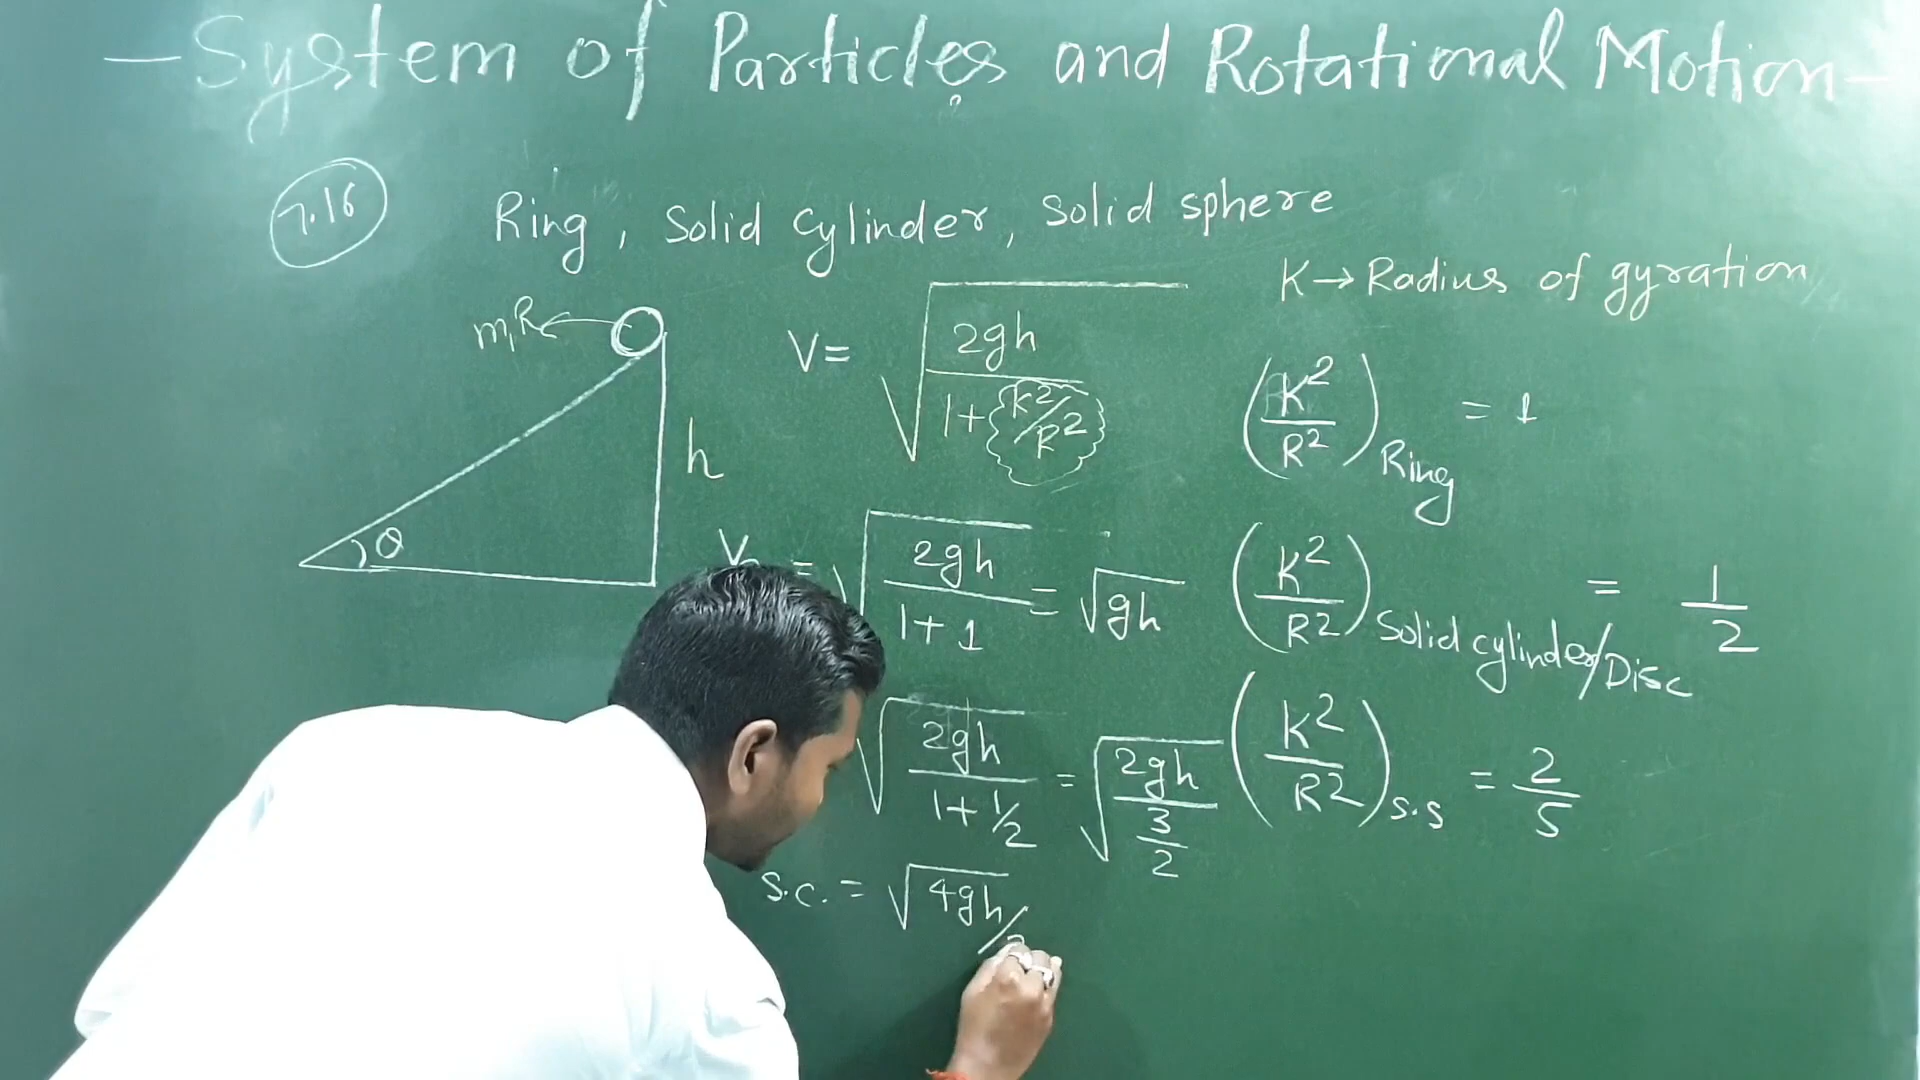 — System of Particles and Rotational Motion —
7.16
Ring, Solid Cylinder, Solid sphere
K→Radius of gyration
m,R
h
θ
V= √(2gh / (1+K²/R²))
(K²/R²) Ring = 1
V = √(2gh / (1+1)) = √gh
(K²/R²) Solid cylinder/Disc = 1/2
√(2gh / (1+1/2)) = √(2gh / (3/2))
(K²/R²) s.s = 2/5
s.c. = √4gh/